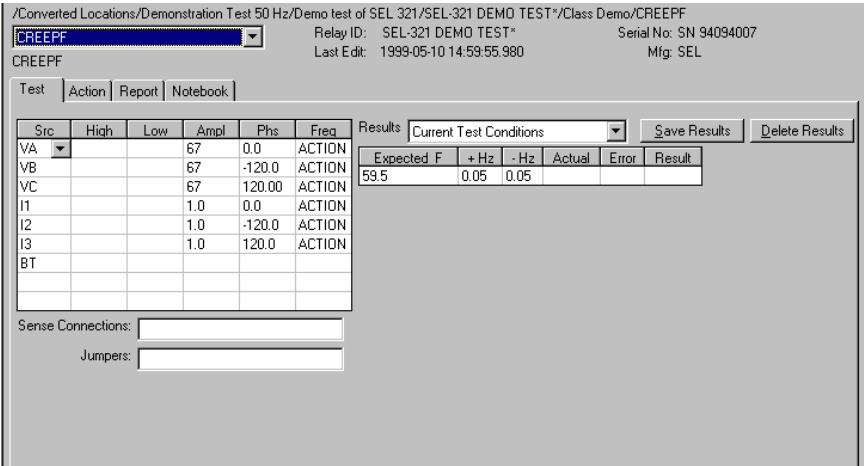 /Converted Locations/Demonstration Test 50 Hz/Demo test of SEL 321/SEL-321 DEMO TEST*/Class Demo/CREEPF
CREEPF Relay ID: SEL-321 DEMO TEST* Serial No: SN 94094007
CREEPF Last Edit: 1999-05-10 14:59:55.980 Mfg: SEL
Test Action Report Notebook
Results Current Test Conditions Save Results Delete Results
Src High Low Ampl Phs Freq
VA 67 0.0 ACTION
VB 67 -120.0 ACTION
VC 67 120.00 ACTION
I1 1.0 0.0 ACTION
I2 1.0 -120.0 ACTION
I3 1.0 120.0 ACTION
BT
Expected F + Hz - Hz Actual Error Result
59.5 0.05 0.05
Sense Connections:
Jumpers: